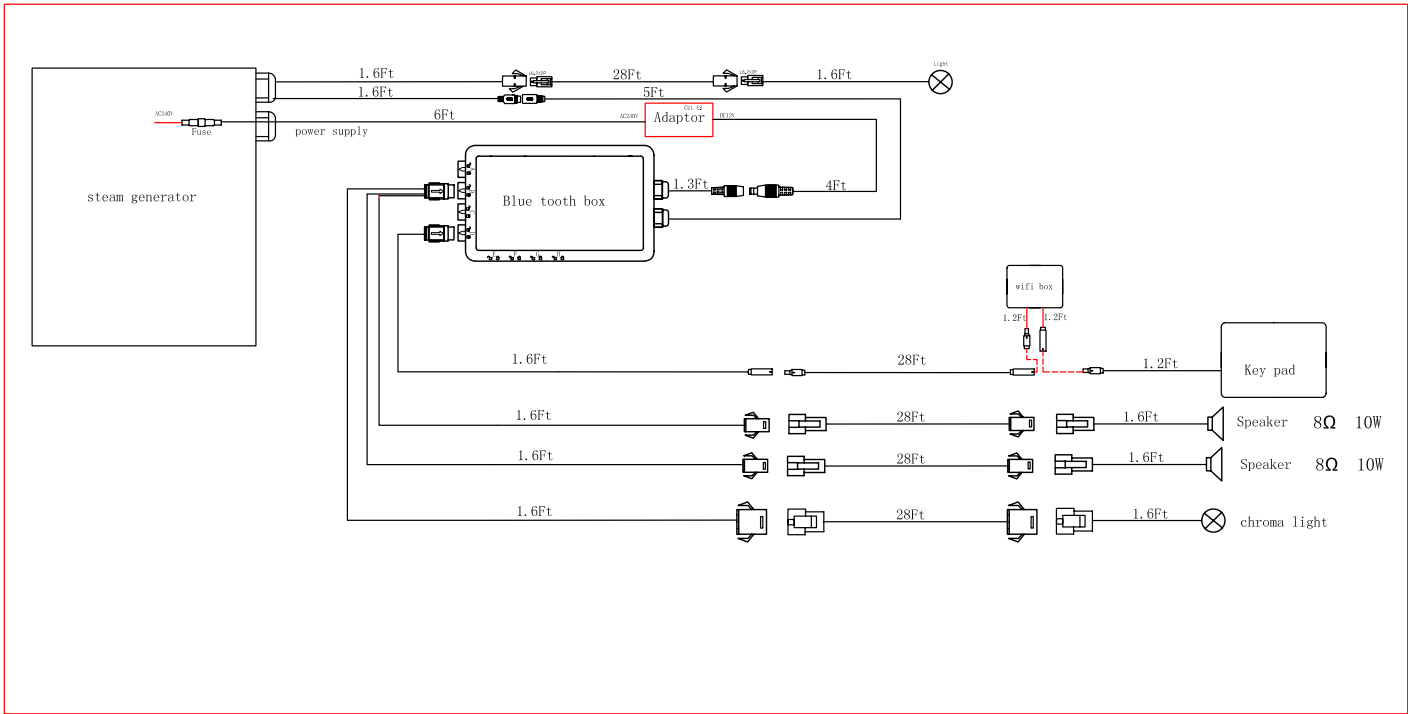 Light
1.6Ft
28Ft
1.6Ft
1.6Ft
5Ft
AC240V
Fuse
6Ft
power supply
AC240V
Adaptor
DC12V
steam generator
Blue tooth box
1.3Ft
4Ft
wifi box
1.2Ft
1.2Ft
1.6Ft
28Ft
1.2Ft
Key pad
1.6Ft
28Ft
1.6Ft
Speaker 8Ω 10W
1.6Ft
28Ft
1.6Ft
Speaker 8Ω 10W
1.6Ft
28Ft
1.6Ft
chroma light